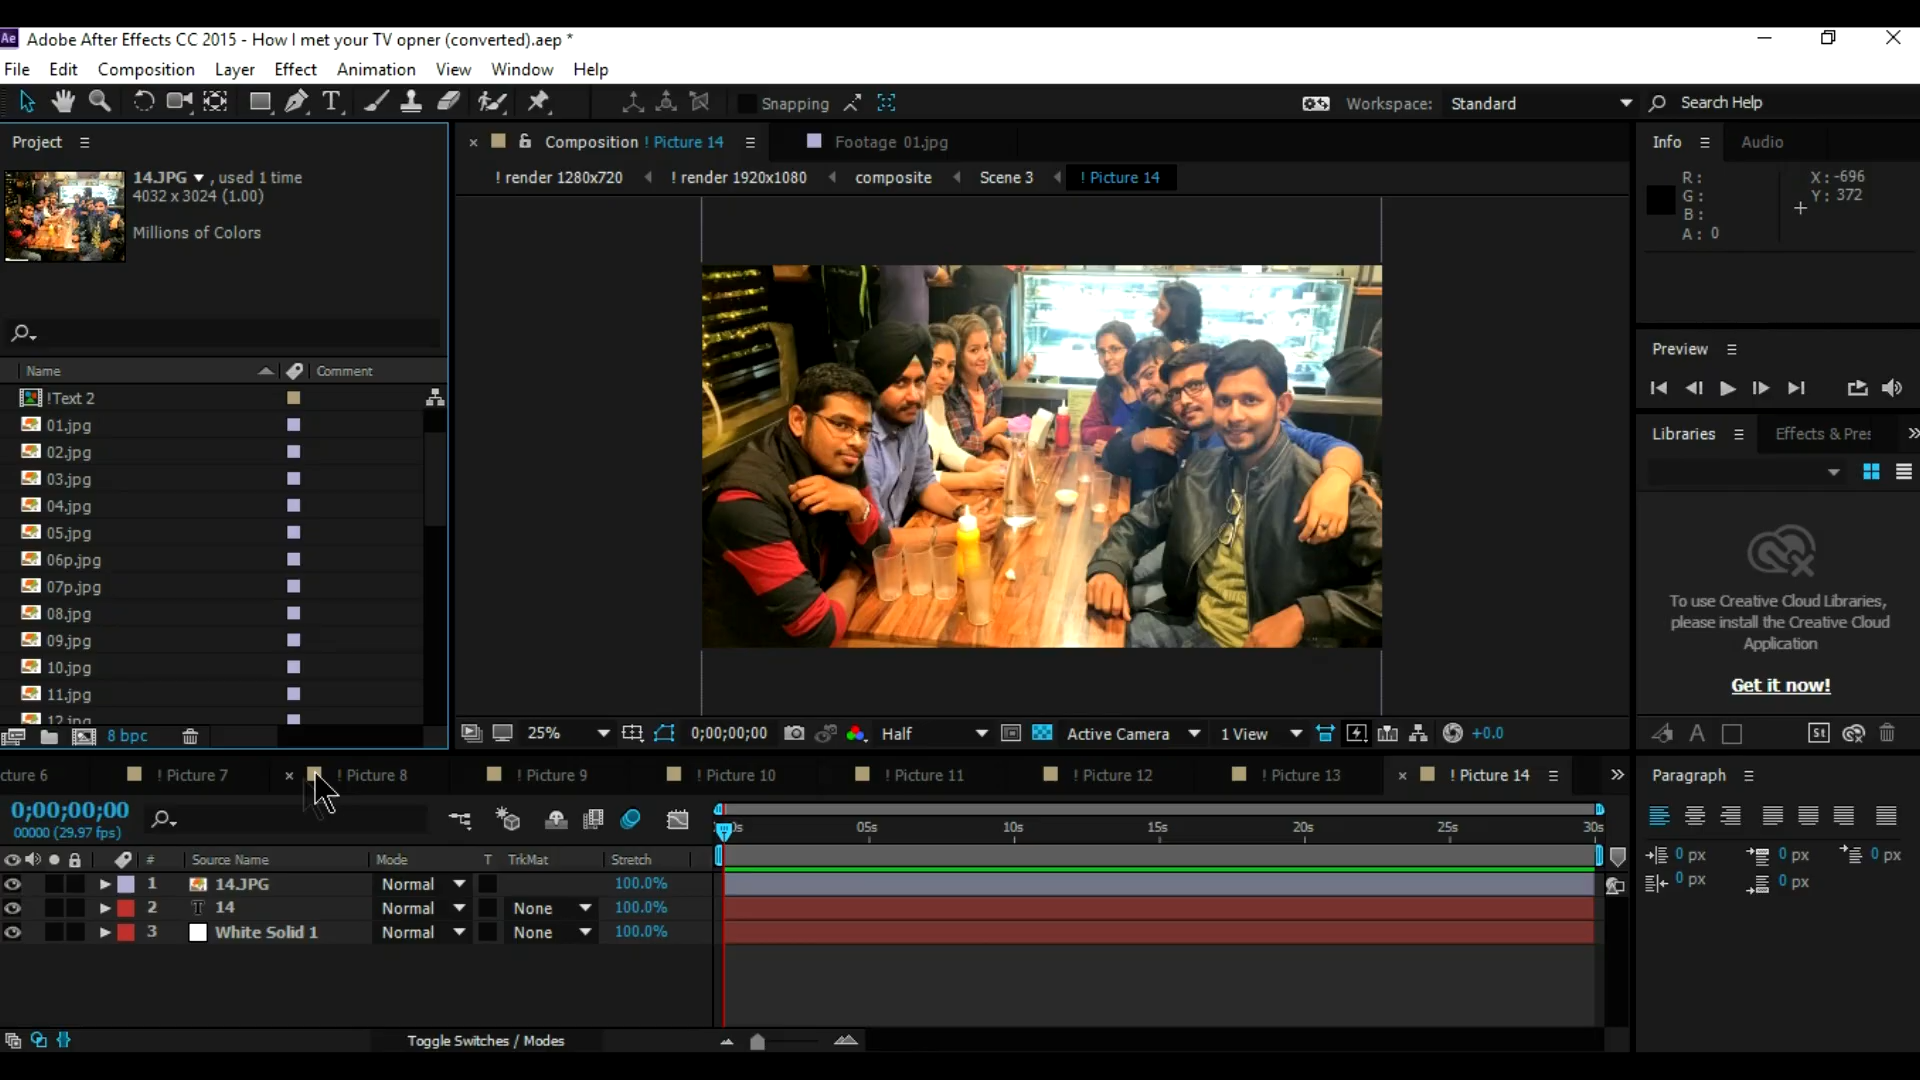 Ae Adobe After Effects CC 2015 - How I met your TV opner (converted).aep *
File Edit Composition Layer Effect Animation View Window Help
T Snapping Workspace: Standard Search Help
Project
14.JPG , used 1 time
4032 x 3024 (1.00)
Millions of Colors
Name Comment
!Text 2
01.jpg
02.jpg
03.jpg
04.jpg
05.jpg
06p.jpg
07p.jpg
08.jpg
09.jpg
10.jpg
11.jpg
12.jpg
8 bpc
Composition ! Picture 14 Footage 01.jpg
! render 1280x720 ! render 1920x1080 composite Scene 3 ! Picture 14
25% 0;00;00;00 Half Active Camera 1 View +0.0
Info Audio
R: X: -696
G: Y: 372
B:
A: 0
Preview
Libraries Effects & Pres
To use Creative Cloud Libraries,
please install the Creative Cloud
Application
Get it now!
A St
cture 6 ! Picture 7 ! Picture 8 ! Picture 9 ! Picture 10 ! Picture 11 ! Picture 12 ! Picture 13 ! Picture 14
0;00;00;00
00000 (29.97 fps)
0s 05s 10s 15s 20s 25s 30s
# Source Name Mode T TrkMat Stretch
1 14.JPG Normal 100.0%
2 T 14 Normal None 100.0%
3 White Solid 1 Normal None 100.0%
Toggle Switches / Modes
Paragraph
0 px 0 px 0 px
0 px 0 px